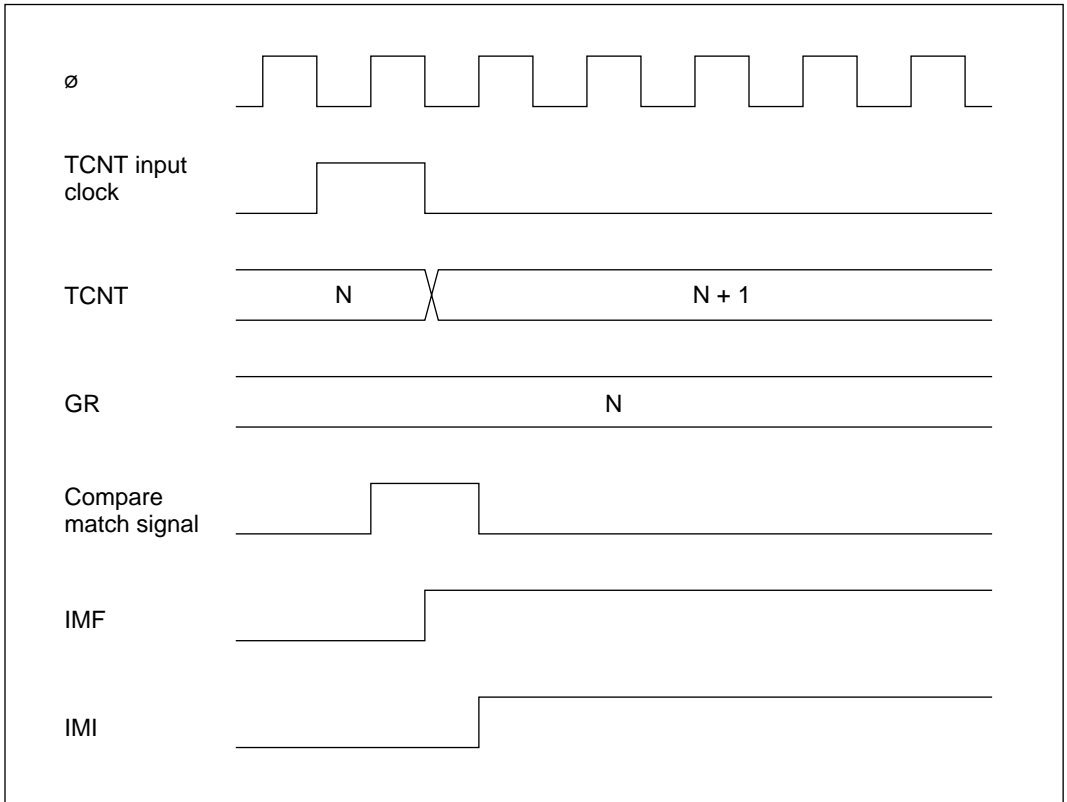 ø
TCNT input
clock
TCNT
N
N + 1
GR
N
Compare
match signal
IMF
IMI